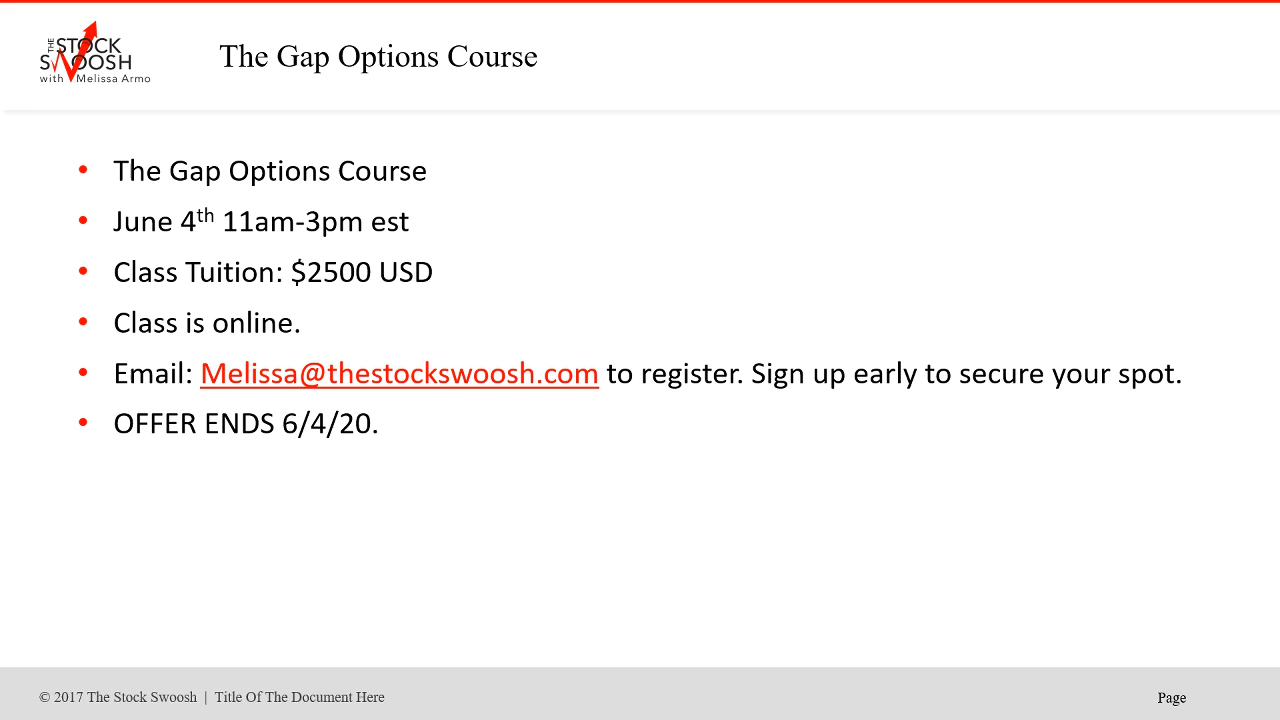 THE STOCK
SWOOSH
with Melissa Armo
The Gap Options Course
• The Gap Options Course
• June 4th 11am-3pm est
• Class Tuition: $2500 USD
• Class is online.
• Email: Melissa@thestockswoosh.com to register. Sign up early to secure your spot.
• OFFER ENDS 6/4/20.
© 2017 The Stock Swoosh | Title Of The Document Here
Page